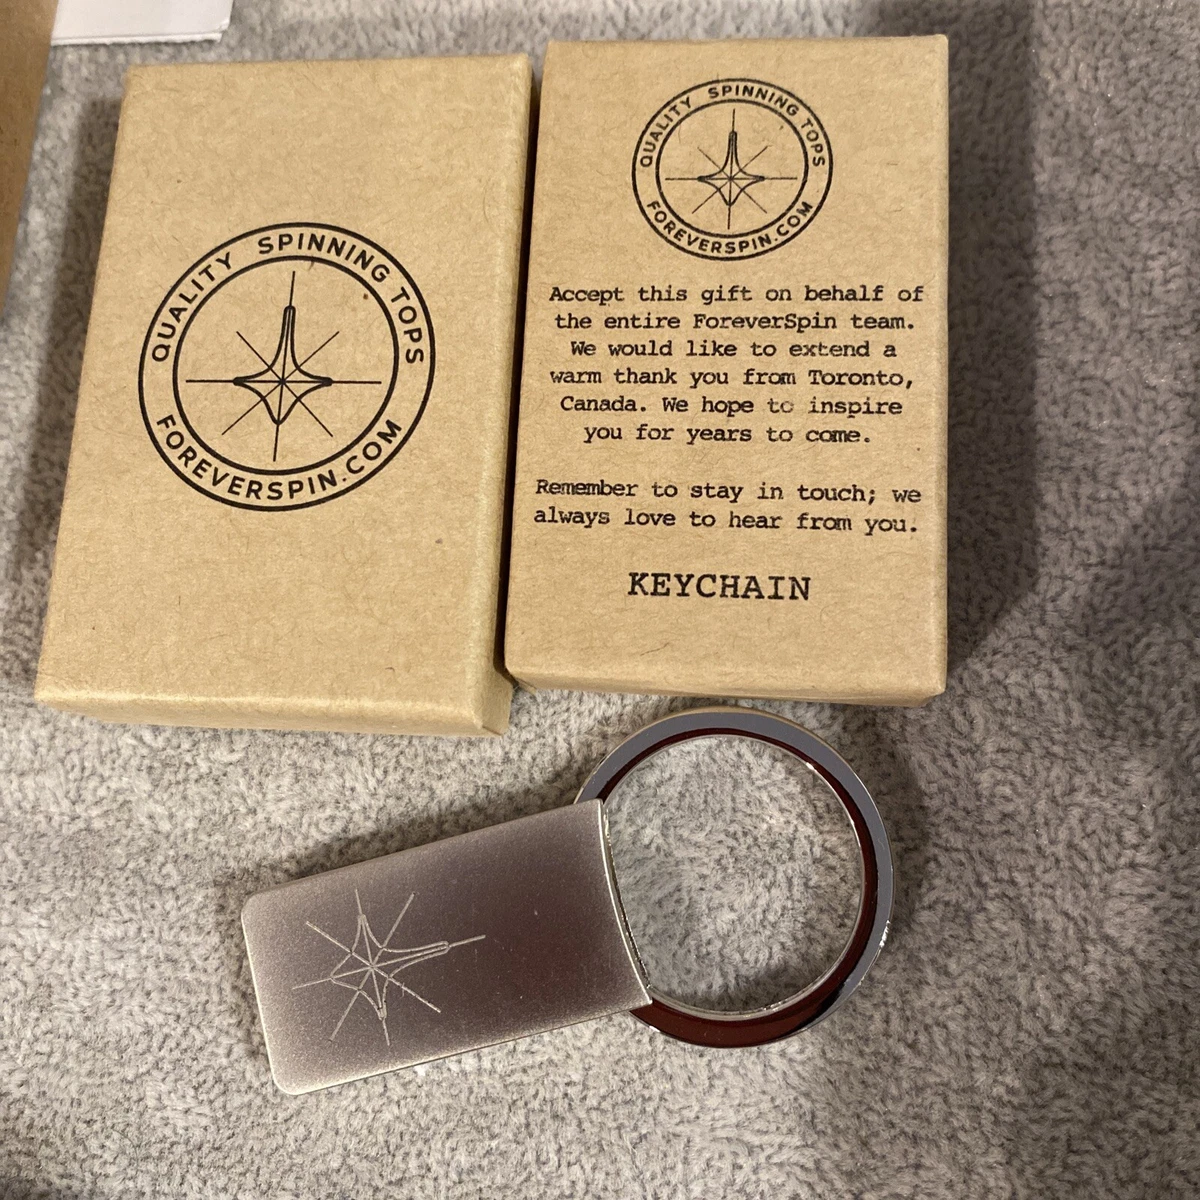 QUALITY SPINNING TOPS
FOREVERSPIN.COM
QUALITY SPINNING TOPS
FOREVERSPIN.COM
Accept this gift on behalf of
the entire ForeverSpin team.
We would like to extend a
warm thank you from Toronto,
Canada. We hope to inspire
you for years to come.
Remember to stay in touch; we
always love to hear from you.
KEYCHAIN